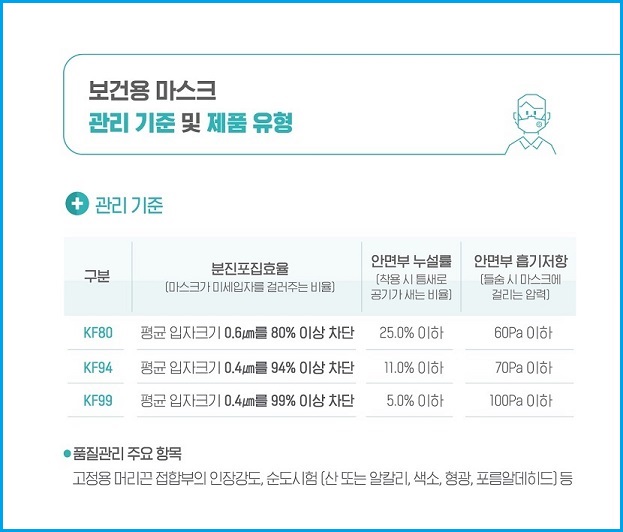 보건용 마스크
관리 기준 및 제품 유형
관리 기준
구분
분진포집효율
(마스크가 미세입자를 걸러주는 비율)
안면부 누설률
(착용 시 틈새로
공기가 새는 비율)
안면부 흡기저항
(들숨 시 마스크에
걸리는 압력)
KF80 평균 입자크기 0.6㎛를 80% 이상 차단 25.0% 이하 60Pa 이하
KF94 평균 입자크기 0.4㎛를 94% 이상 차단 11.0% 이하 70Pa 이하
KF99 평균 입자크기 0.4㎛를 99% 이상 차단 5.0% 이하 100Pa 이하
●품질관리 주요 항목
고정용 머리끈 접합부의 인장강도, 순도시험 (산 또는 알칼리, 색소, 형광, 포름알데히드) 등